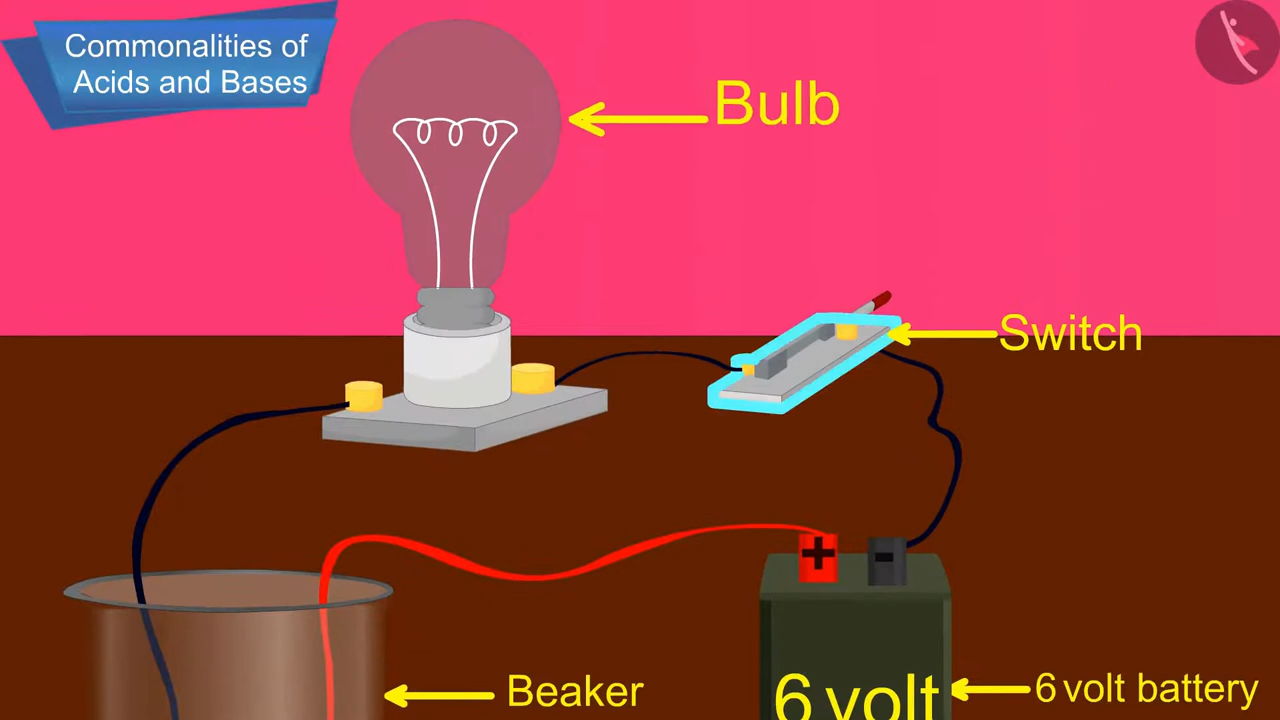 Commonalities of
Acids and Bases
Bulb
Switch
+
-
Beaker
6 volt
6 volt battery